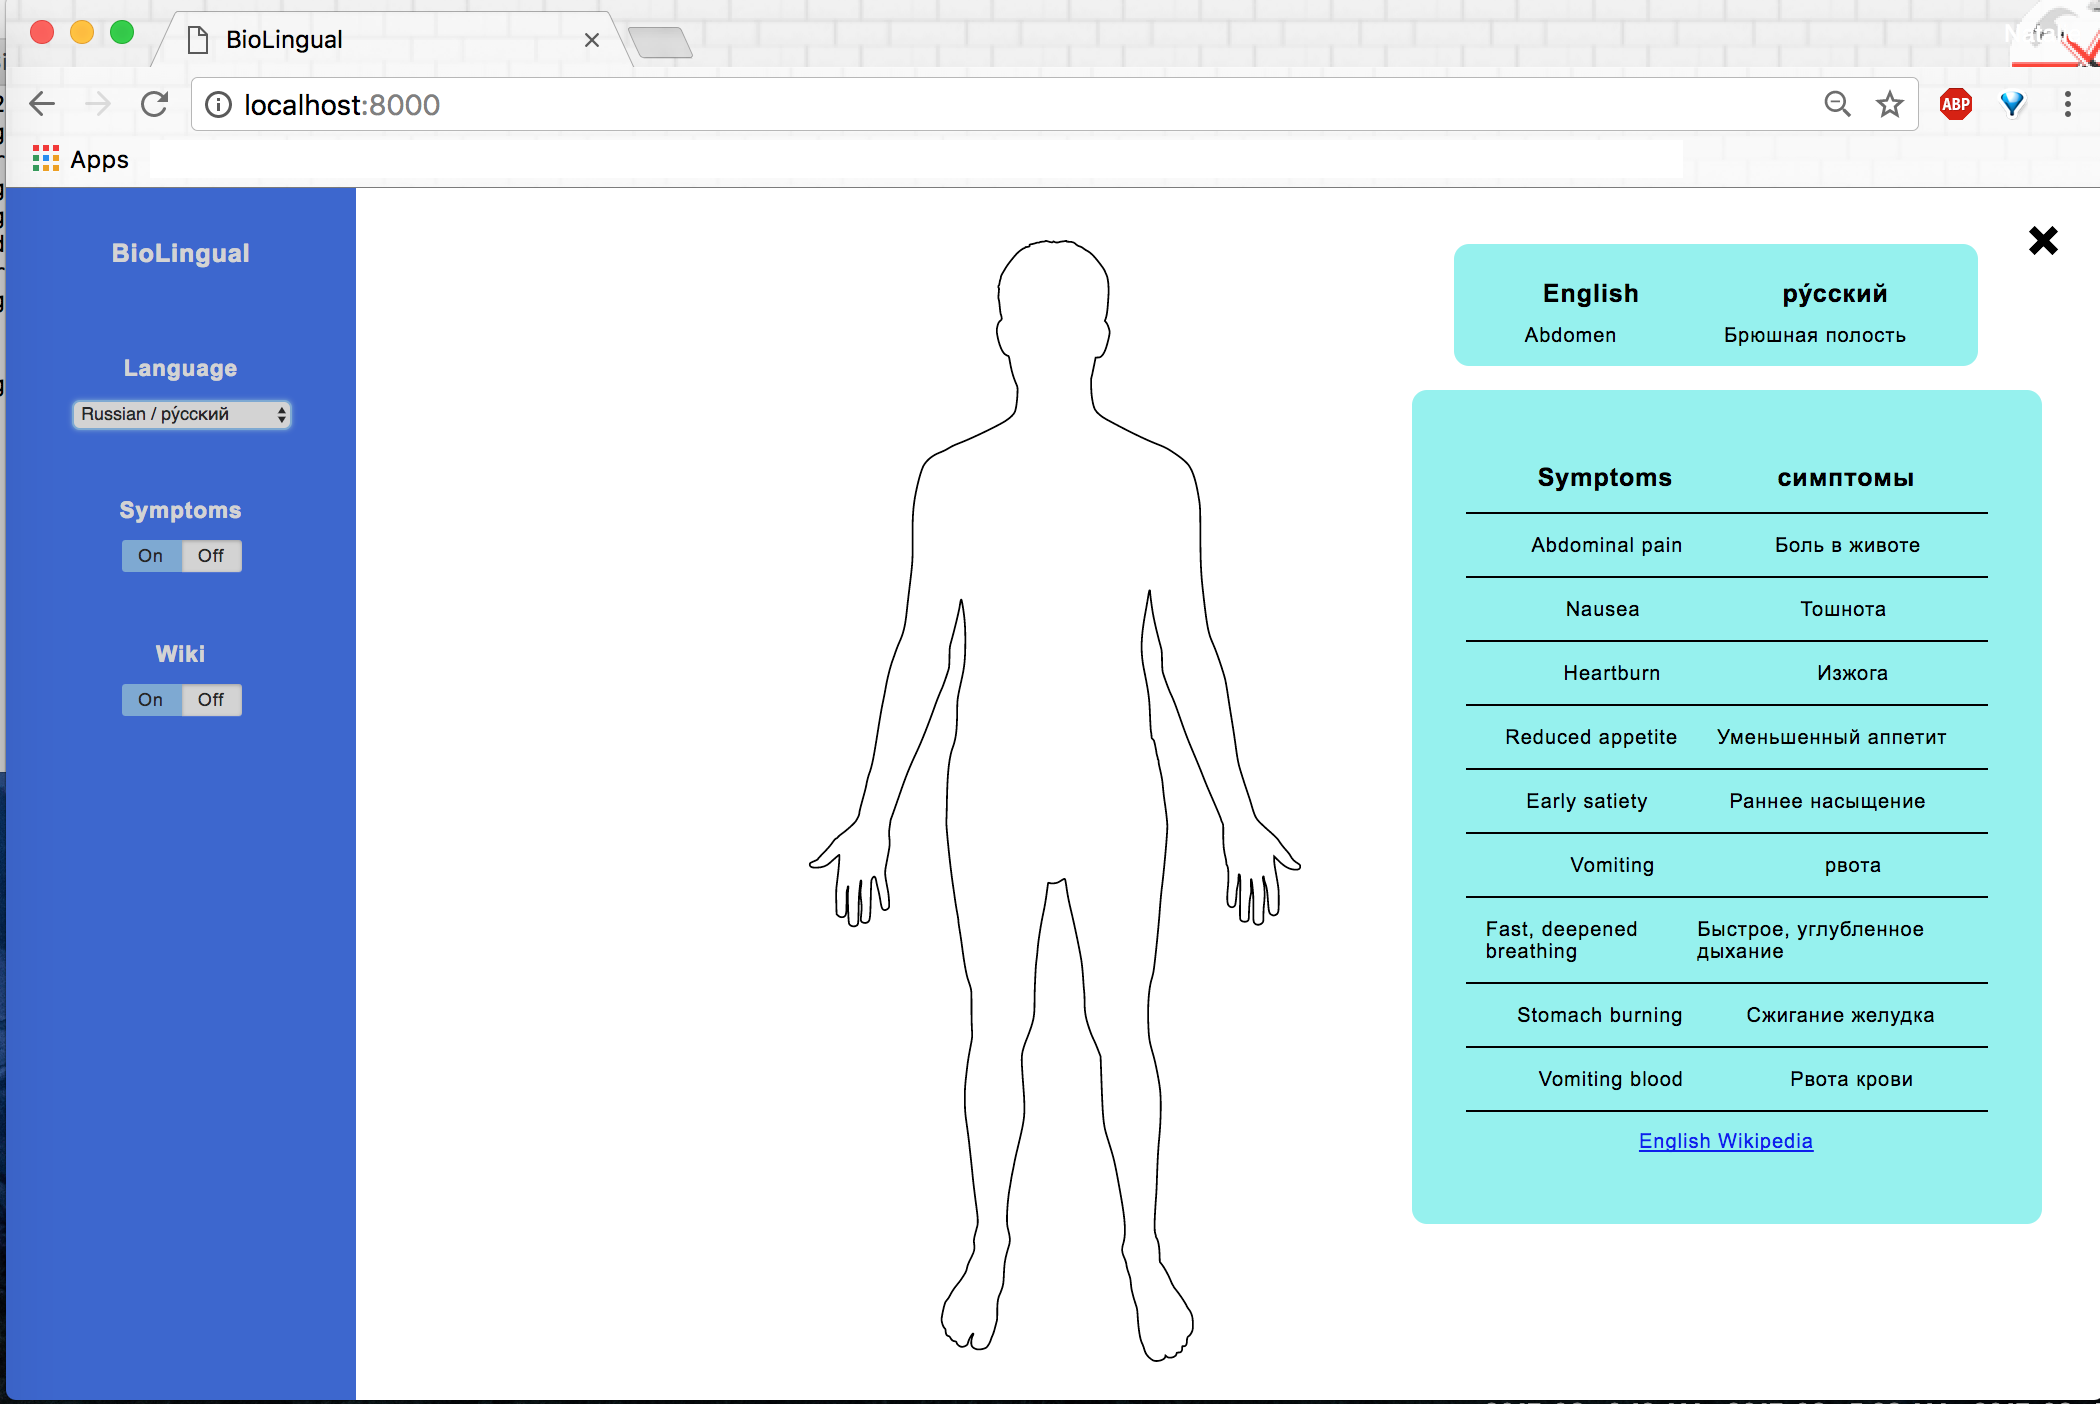 BioLingual
localhost:8000
ABP
Apps
BioLingual
Language
Russian / ру́сский
Symptoms
On Off
Wiki
On Off
English ру́сский
Abdomen Брюшная полость
Symptoms симптомы
Abdominal pain Боль в животе
Nausea Тошнота
Heartburn Изжога
Reduced appetite Уменьшенный аппетит
Early satiety Раннее насыщение
Vomiting рвота
Fast, deepened Быстрое, углубленное
breathing дыхание
Stomach burning Сжигание желудка
Vomiting blood Рвота крови
English Wikipedia